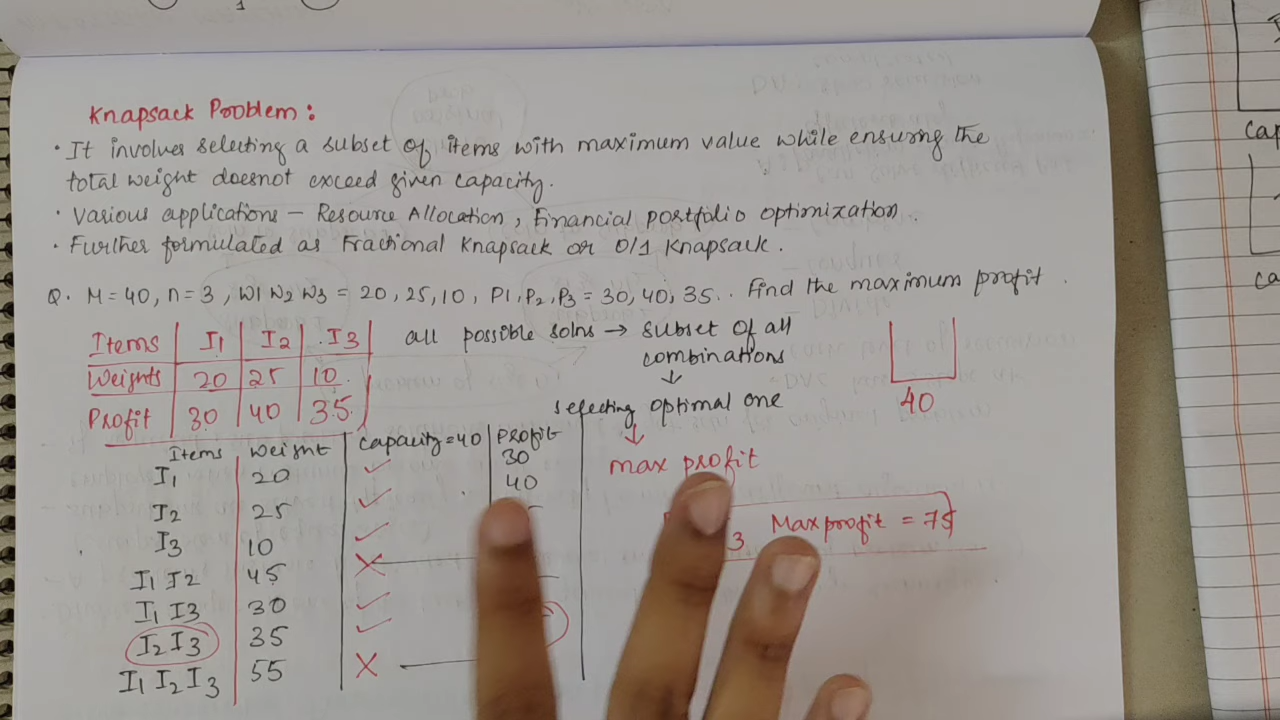 Knapsack Problem:
• It involves selecting a subset of items with maximum value while ensuring the
total weight doesnot exceed given capacity.
• Various applications – Resource Allocation, Financial portfolio optimization.
• Further formulated as Fractional Knapsack or 0/1 Knapsack.
Q. M = 40, n = 3, W1 W2 W3 = 20, 25, 10, P1, P2, P3 = 30, 40, 35.. Find the maximum profit.
Items I1 I2 I3
Weights 20 25 10
Profit 30 40 35
all possible solns → subset of all
combinations
↓
selecting optimal one
↓
max profit
40
Items Weight Capacity=40 Profit
I1 20 ✓ 30
I2 25 ✓ 40
I3 10 ✓
I1 I2 45 ✗
I1 I3 30 ✓
I2 I3 35 ✓
I1 I2 I3 55 ✗
3 Max profit = 75
cap
ca